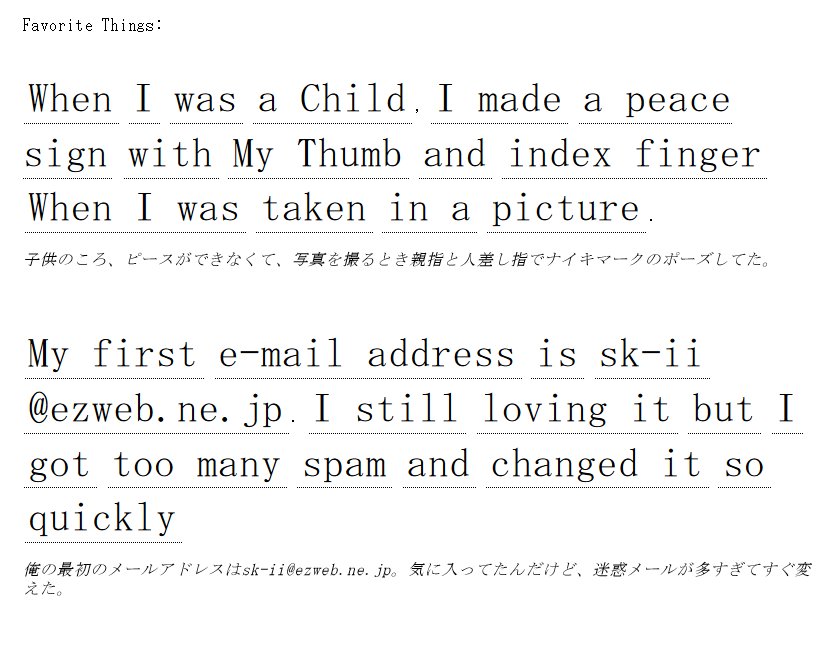 Favorite Things:
When I was a Child, I made a peace
sign with My Thumb and index finger
When I was taken in a picture.
子供のころ、ピースができなくて、写真を撮るとき親指と人差し指でナイキマークのポーズしてた。
My first e-mail address is sk-ii
@ezweb.ne.jp. I still loving it but I
got too many spam and changed it so
quickly
俺の最初のメールアドレスはsk-ii@ezweb.ne.jp。気に入ってたんだけど、迷惑メールが多すぎてすぐ変
えた。